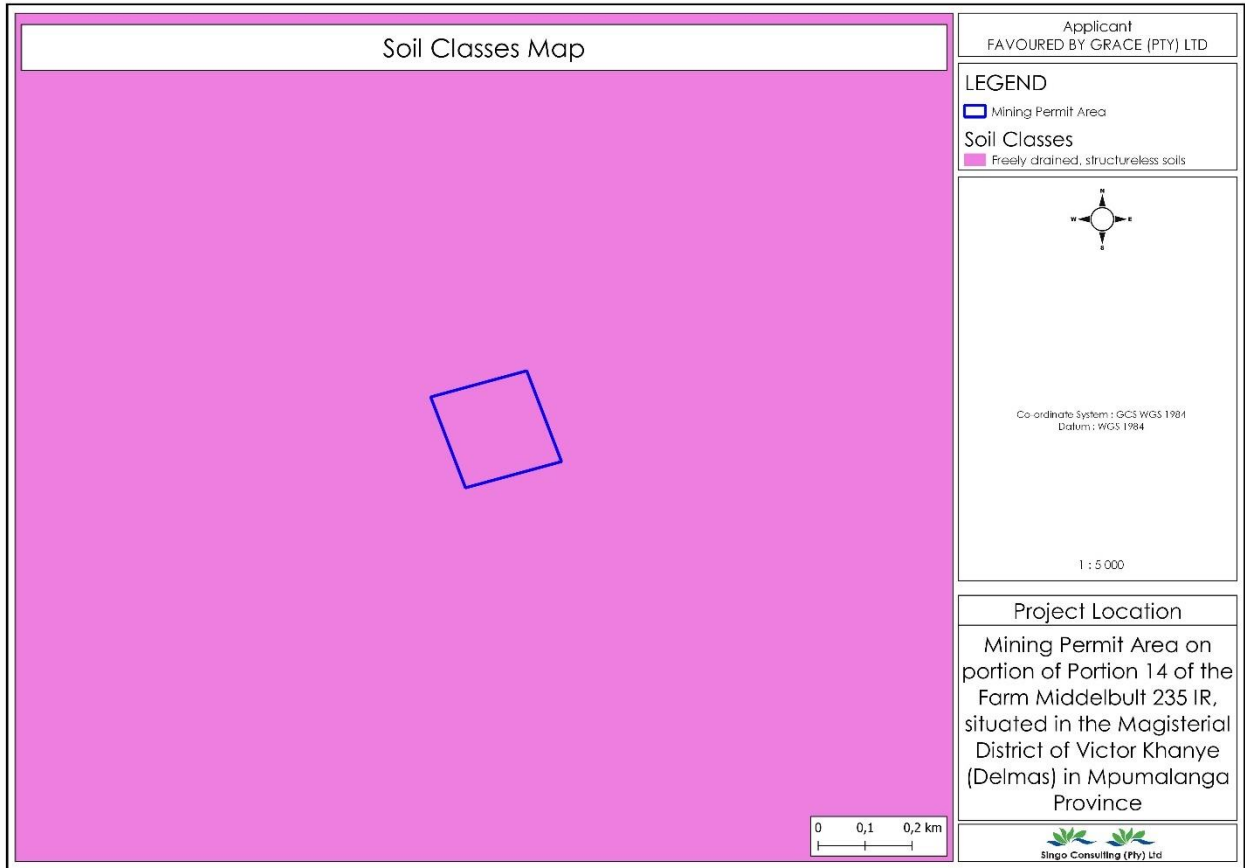 Soil Classes Map
Applicant
FAVOURED BY GRACE (PTY) LTD
LEGEND
Mining Permit Area
Soil Classes
Freely drained, structureless soils
N
W E
S
Co-ordinate System : GCS WGS 1984
Datum : WGS 1984
1 : 5 000
Project Location
Mining Permit Area on
portion of Portion 14 of the
Farm Middelbult 235 IR,
situated in the Magisterial
District of Victor Khanye
(Delmas) in Mpumalanga
Province
0 0,1 0,2 km
Singo Consulting (Pty) Ltd